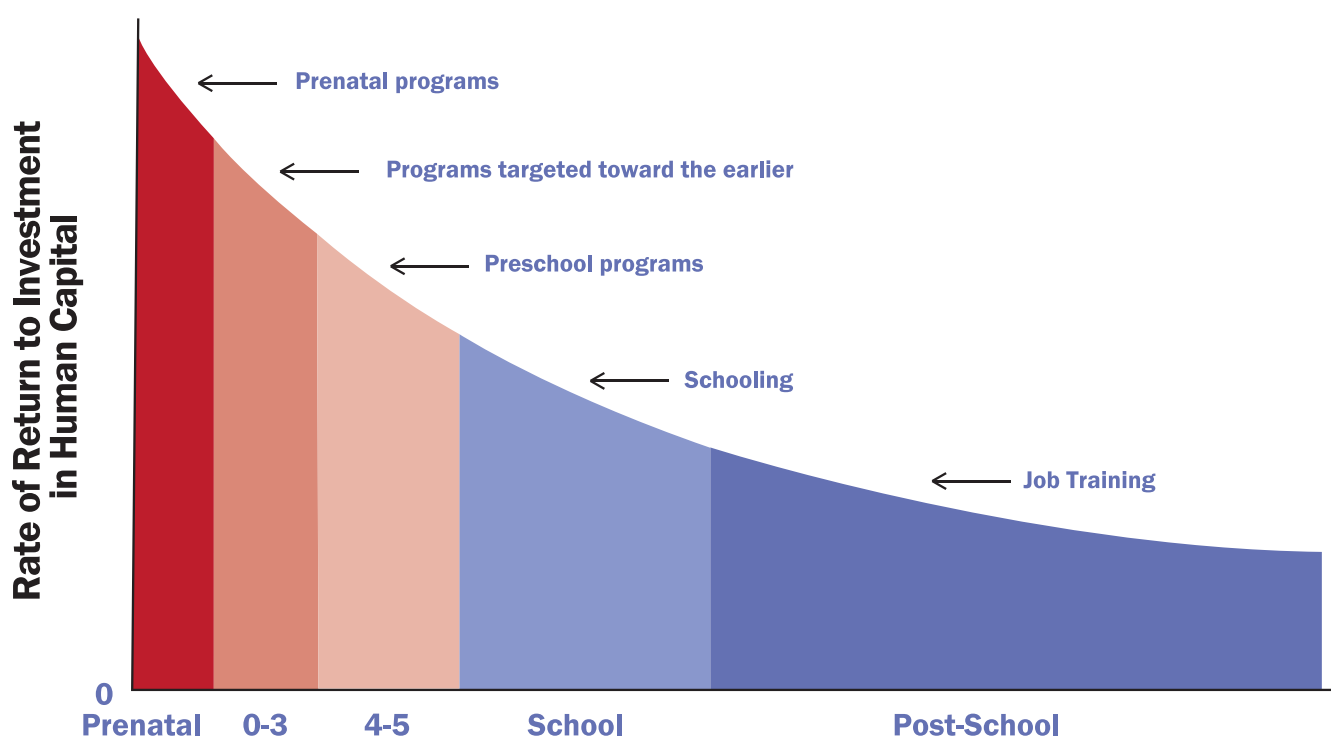 Rate of Return to Investment
in Human Capital
Prenatal programs
Programs targeted toward the earlier
Preschool programs
Schooling
Job Training
0
Prenatal 0-3 4-5 School Post-School